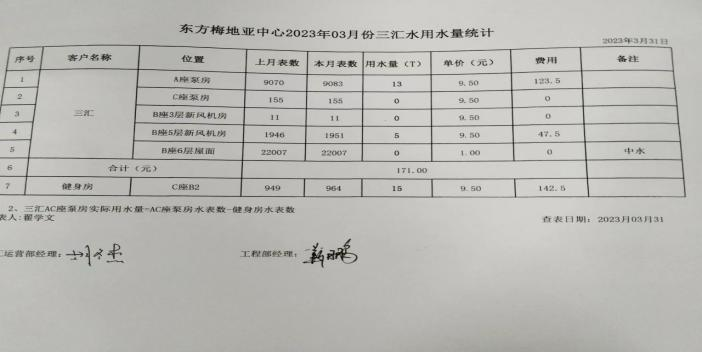 东方梅地亚中心2023年03月份三汇水用水量统计
2023年3月31日
序号 客户名称 位置 上月表数 本月表数 用水量（T） 单价（元） 费用 备注
1 三汇 A座泵房 9070 9083 13 9.50 123.5
2 C座泵房 155 155 0 9.50 0
3 B座3层新风机房 11 11 0 9.50 0
4 B座5层新风机房 1946 1951 5 9.50 47.5
5 B座6层屋面 22007 22007 0 1.00 0 中水
6 合计（元） 171.00
7 健身房 C座B2 949 964 15 9.50 142.5
2、三汇AC座泵房实际用水量=AC座泵房水表数-健身房水表数
表人:翟学文 查表日期：2023月03月31
运营部经理： 工程部经理：